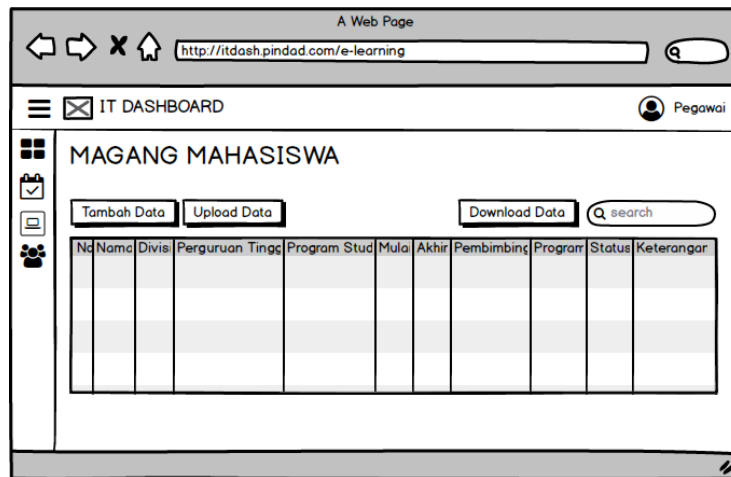 A Web Page
http://itdash.pindad.com/e-learning
IT DASHBOARD Pegawai
MAGANG MAHASISWA
Tambah Data Upload Data Download Data search
No Nama Divisi Perguruan Tingg Program Stud Mulai Akhir Pembimbing Program Status Keterangar